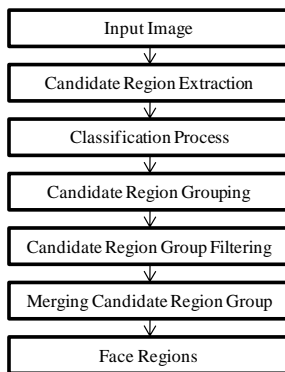 Input Image
Candidate Region Extraction
Classification Process
Candidate Region Grouping
Candidate Region Group Filtering
Merging Candidate Region Group
Face Regions